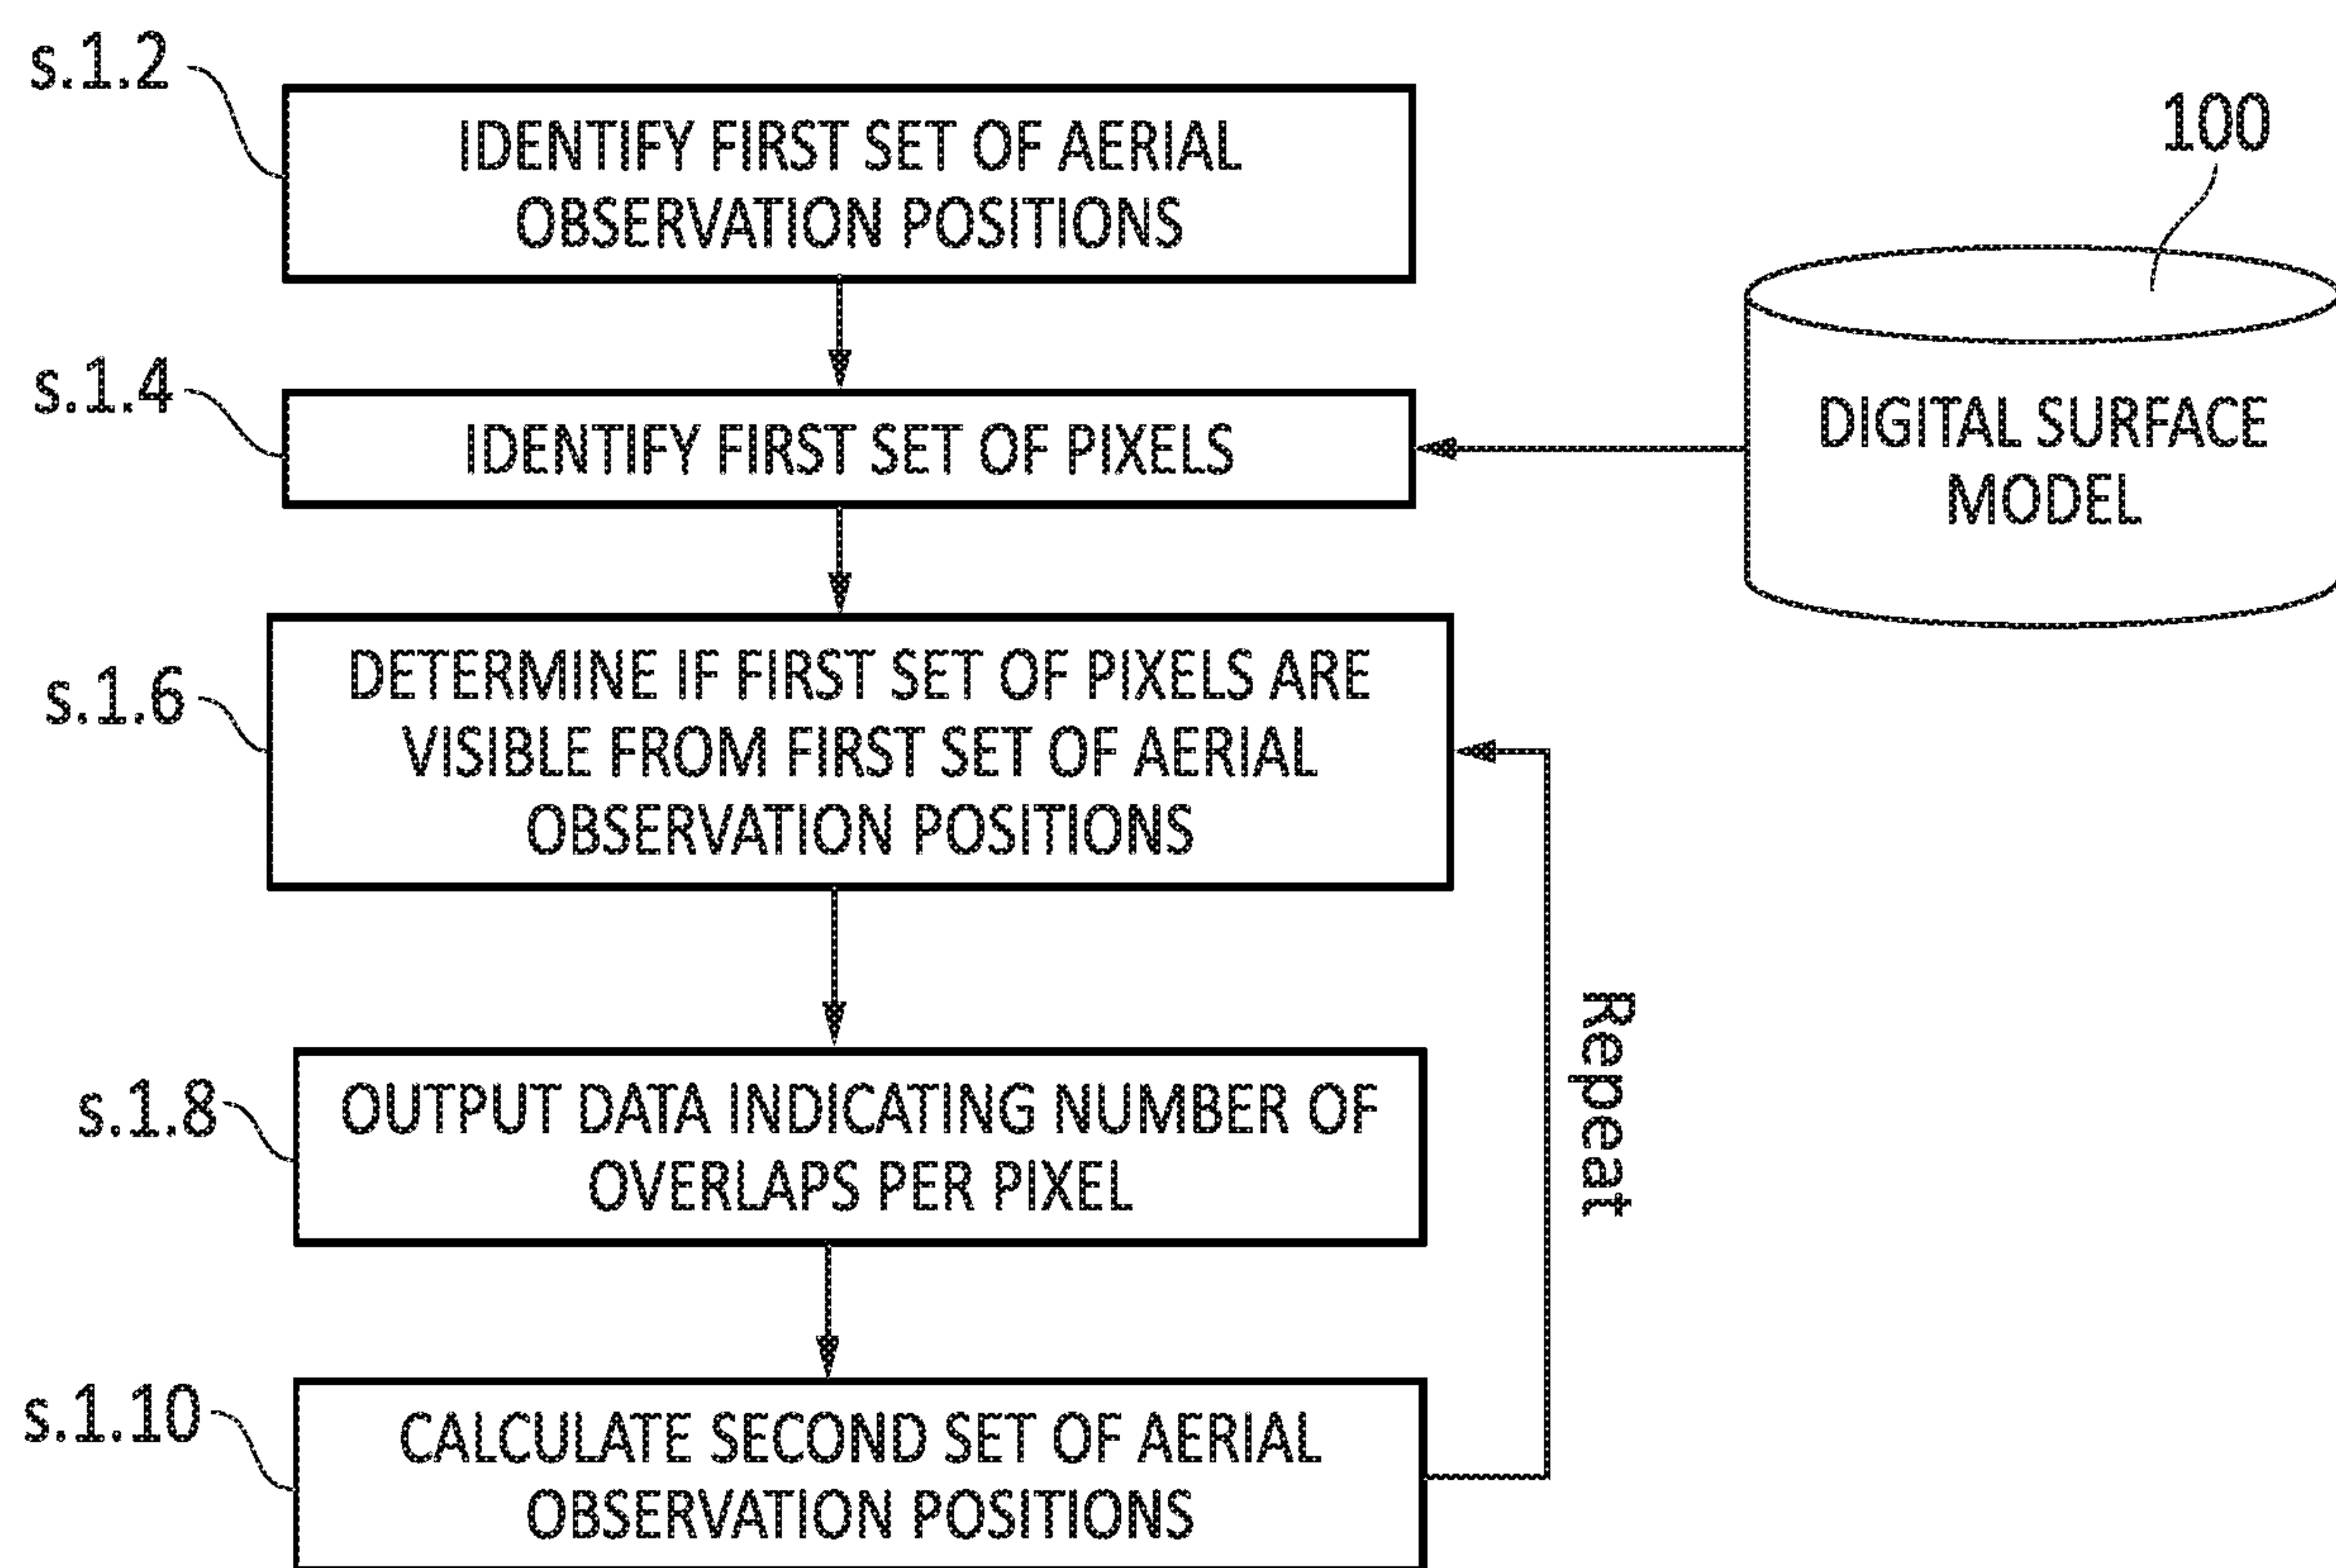 s.1.2
IDENTIFY FIRST SET OF AERIAL
OBSERVATION POSITIONS
100
s.1.4
IDENTIFY FIRST SET OF PIXELS
DIGITAL SURFACE
MODEL
s.1.6
DETERMINE IF FIRST SET OF PIXELS ARE
VISIBLE FROM FIRST SET OF AERIAL
OBSERVATION POSITIONS
Repeat
s.1.8
OUTPUT DATA INDICATING NUMBER OF
OVERLAPS PER PIXEL
s.1.10
CALCULATE SECOND SET OF AERIAL
OBSERVATION POSITIONS